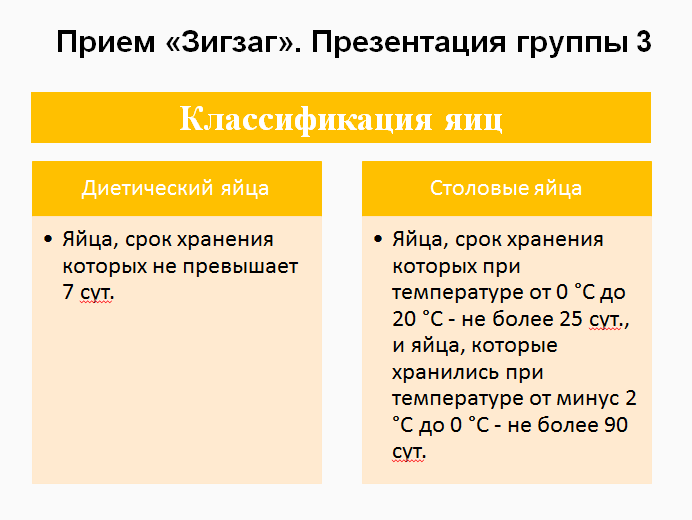 Прием «Зигзаг». Презентация группы 3
Классификация яиц
Диетический яйца
• Яйца, срок хранения
которых не превышает
7 сут.
Столовые яйца
• Яйца, срок хранения
которых при
температуре от 0 °С до
20 °С - не более 25 сут.,
и яйца, которые
хранились при
температуре от минус 2
°С до 0 °С - не более 90
сут.